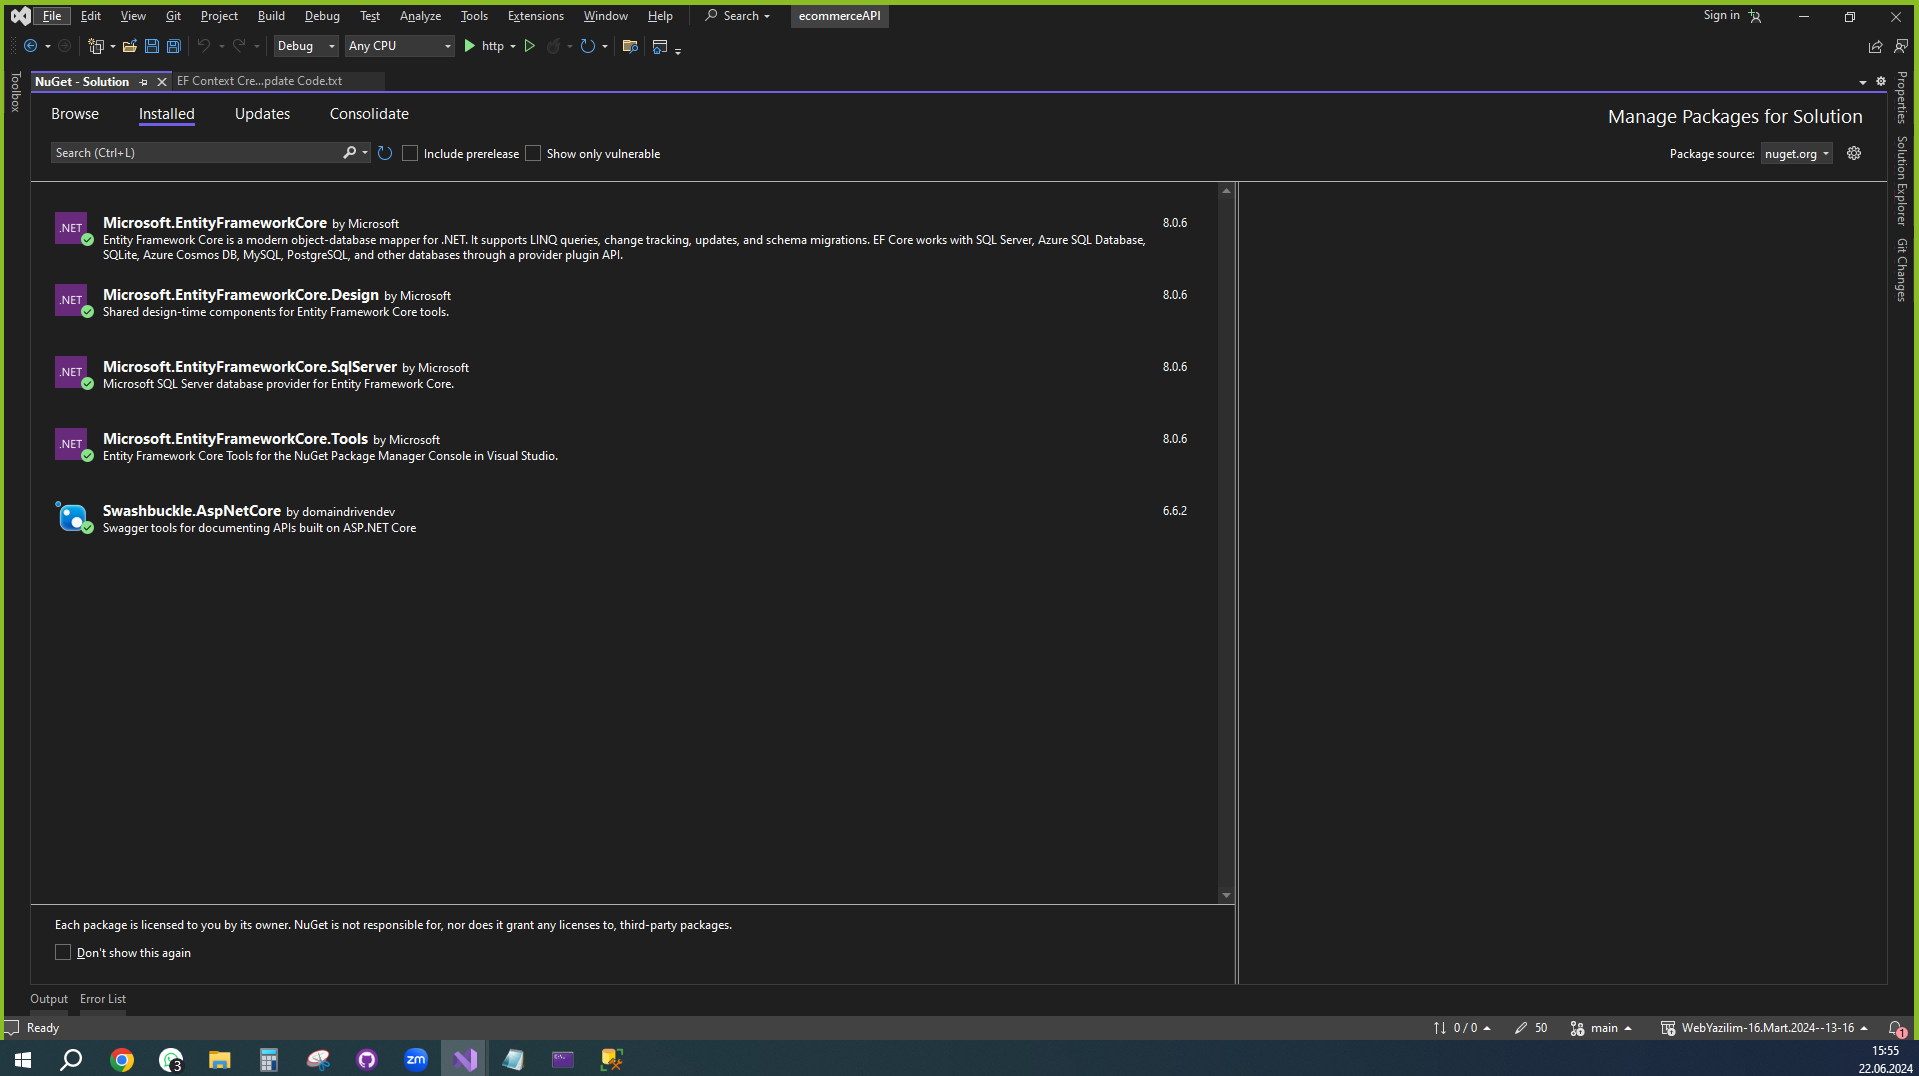 File Edit View Git Project Build Debug Test Analyze Tools Extensions Window Help Search ecommerceAPI Sign in
Debug Any CPU http
NuGet - Solution EF Context Cre...pdate Code.txt
Toolbox
Browse Installed Updates Consolidate
Manage Packages for Solution
Search (Ctrl+L) Include prerelease Show only vulnerable
Package source: nuget.org
Properties
Solution Explorer
Git Changes
.NET Microsoft.EntityFrameworkCore by Microsoft 8.0.6
Entity Framework Core is a modern object-database mapper for .NET. It supports LINQ queries, change tracking, updates, and schema migrations. EF Core works with SQL Server, Azure SQL Database,
SQLite, Azure Cosmos DB, MySQL, PostgreSQL, and other databases through a provider plugin API.
.NET Microsoft.EntityFrameworkCore.Design by Microsoft 8.0.6
Shared design-time components for Entity Framework Core tools.
.NET Microsoft.EntityFrameworkCore.SqlServer by Microsoft 8.0.6
Microsoft SQL Server database provider for Entity Framework Core.
.NET Microsoft.EntityFrameworkCore.Tools by Microsoft 8.0.6
Entity Framework Core Tools for the NuGet Package Manager Console in Visual Studio.
Swashbuckle.AspNetCore by domaindrivendev 6.6.2
Swagger tools for documenting APIs built on ASP.NET Core
Each package is licensed to you by its owner. NuGet is not responsible for, nor does it grant any licenses to, third-party packages.
Don't show this again
Output Error List
Ready 0 / 0 50 main WebYazilim-16.Mart.2024--13-16 1
3 zm
15:55
22.06.2024